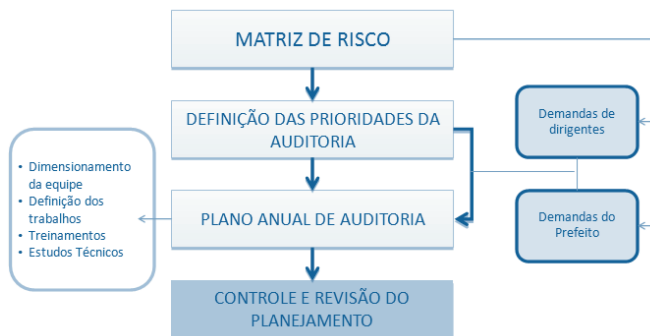 MATRIZ DE RISCO
DEFINIÇÃO DAS PRIORIDADES DA
AUDITORIA
Demandas de
dirigentes
• Dimensionamento
da equipe
• Definição dos
trabalhos
• Treinamentos
• Estudos Técnicos
PLANO ANUAL DE AUDITORIA
Demandas do
Prefeito
CONTROLE E REVISÃO DO
PLANEJAMENTO